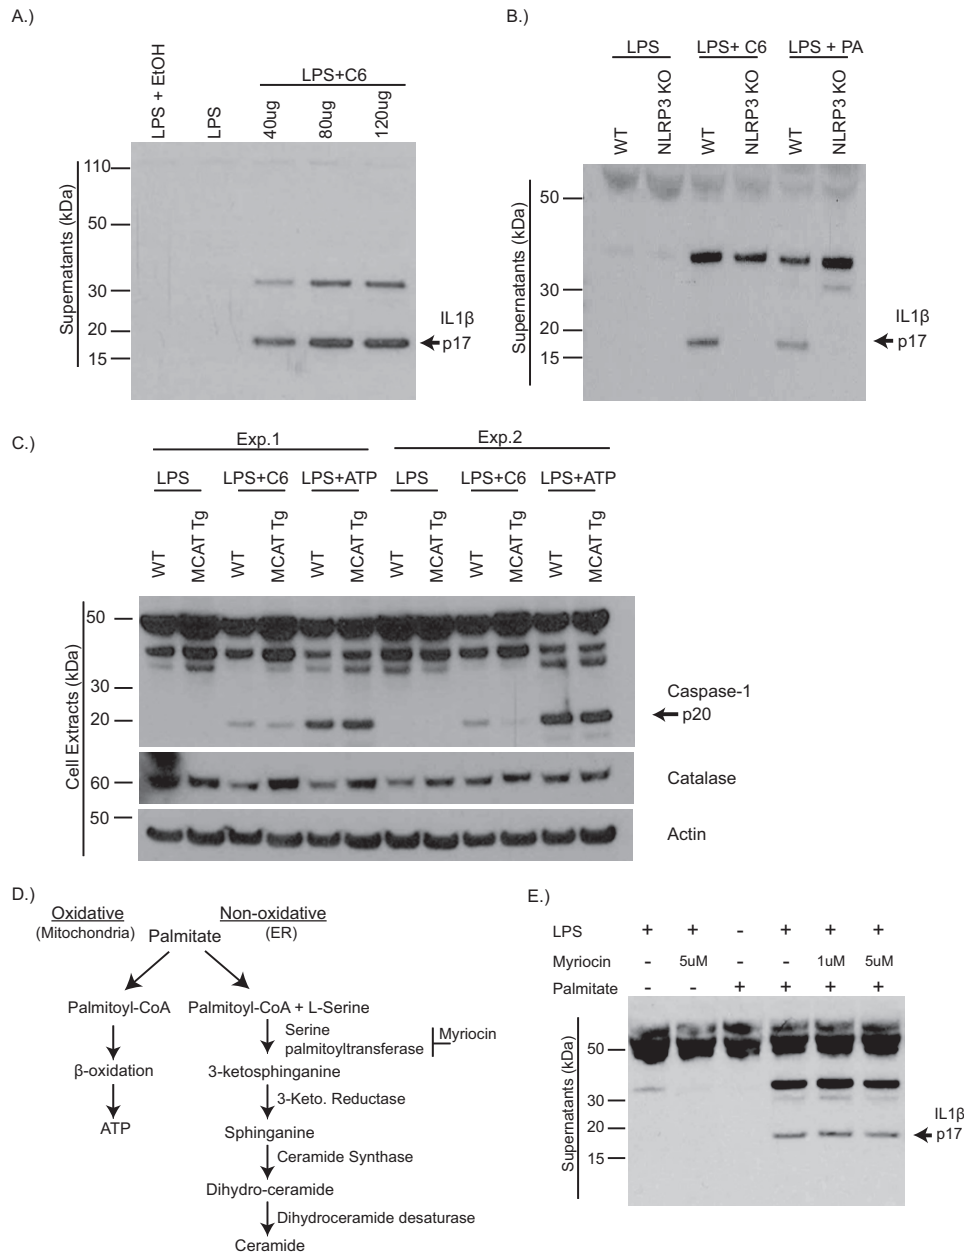 A.)
LPS + EtOH
LPS
LPS+C6
40ug
80ug
120ug
Supernatants (kDa)
110
50
30
20
15
IL1β
p17
B.)
LPS
LPS+ C6
LPS + PA
WT
NLRP3 KO
WT
NLRP3 KO
WT
NLRP3 KO
Supernatants (kDa)
50
30
20
15
IL1β
p17
C.)
Exp.1
Exp.2
LPS
LPS+C6
LPS+ATP
LPS
LPS+C6
LPS+ATP
WT
MCAT Tg
WT
MCAT Tg
WT
MCAT Tg
WT
MCAT Tg
WT
MCAT Tg
WT
MCAT Tg
Cell Extracts (kDa)
50
30
20
60
50
Caspase-1
p20
Catalase
Actin
D.)
Oxidative
(Mitochondria)
Non-oxidative
(ER)
Palmitate
Palmitoyl-CoA
Palmitoyl-CoA + L-Serine
Serine
palmitoyltransferase
Myriocin
β-oxidation
3-ketosphinganine
3-Keto. Reductase
ATP
Sphinganine
Ceramide Synthase
Dihydro-ceramide
Dihydroceramide desaturase
Ceramide
E.)
LPS + + - + + +
Myriocin - 5uM - - 1uM 5uM
Palmitate - - + + + +
Supernatants (kDa)
50
30
20
15
IL1β
p17